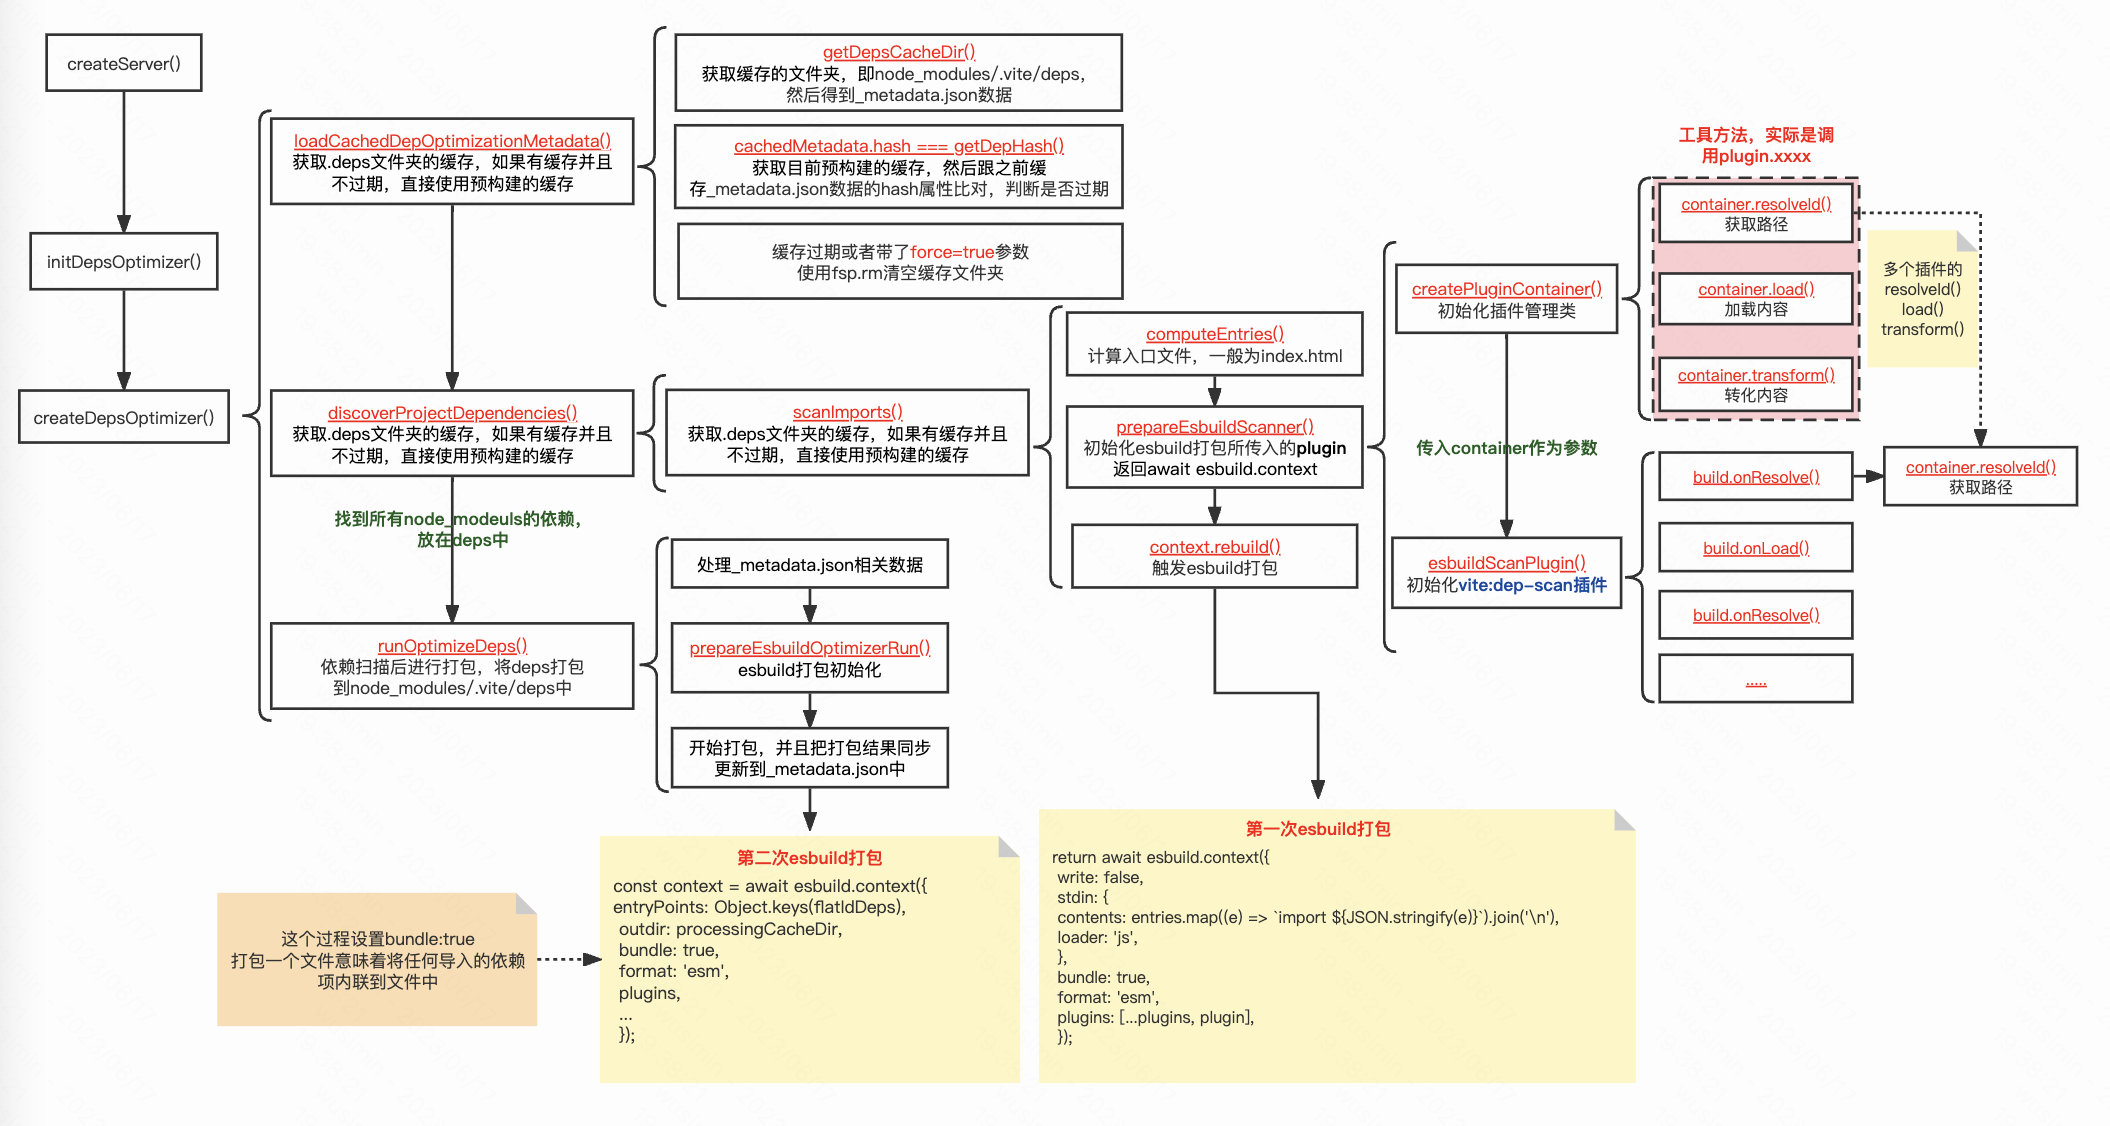 createServer()
initDepsOptimizer()
createDepsOptimizer()
loadCachedDepOptimizationMetadata()
获取.deps文件夹的缓存，如果有缓存并且
不过期，直接使用预构建的缓存
discoverProjectDependencies()
获取.deps文件夹的缓存，如果有缓存并且
不过期，直接使用预构建的缓存
找到所有node_modeuls的依赖，
放在deps中
runOptimizeDeps()
依赖扫描后进行打包，将deps打包
到node_modules/.vite/deps中
getDepsCacheDir()
获取缓存的文件夹，即node_modules/.vite/deps，
然后得到_metadata.json数据
cachedMetadata.hash === getDepHash()
获取目前预构建的缓存，然后跟之前缓
存_metadata.json数据的hash属性比对，判断是否过期
缓存过期或者带了force=true参数
使用fsp.rm清空缓存文件夹
scanImports()
获取.deps文件夹的缓存，如果有缓存并且
不过期，直接使用预构建的缓存
处理_metadata.json相关数据
prepareEsbuildOptimizerRun()
esbuild打包初始化
开始打包，并且把打包结果同步
更新到_metadata.json中
computeEntries()
计算入口文件，一般为index.html
prepareEsbuildScanner()
初始化esbuild打包所传入的plugin
返回await esbuild.context
context.rebuild()
触发esbuild打包
createPluginContainer()
初始化插件管理类
传入container作为参数
esbuildScanPlugin()
初始化vite:dep-scan插件
工具方法，实际是调
用plugin.xxxx
container.resolveId()
获取路径
container.load()
加载内容
container.transform()
转化内容
多个插件的
resolveId()
load()
transform()
build.onResolve()
build.onLoad()
build.onResolve()
.....
container.resolveId()
获取路径
这个过程设置bundle:true
打包一个文件意味着将任何导入的依赖
项内联到文件中
第二次esbuild打包
const context = await esbuild.context({
entryPoints: Object.keys(flatIdDeps),
outdir: processingCacheDir,
bundle: true,
format: 'esm',
plugins,
...
});
第一次esbuild打包
return await esbuild.context({
write: false,
stdin: {
contents: entries.map((e) => `import ${JSON.stringify(e)}`).join('\n'),
loader: 'js',
},
bundle: true,
format: 'esm',
plugins: [...plugins, plugin],
});